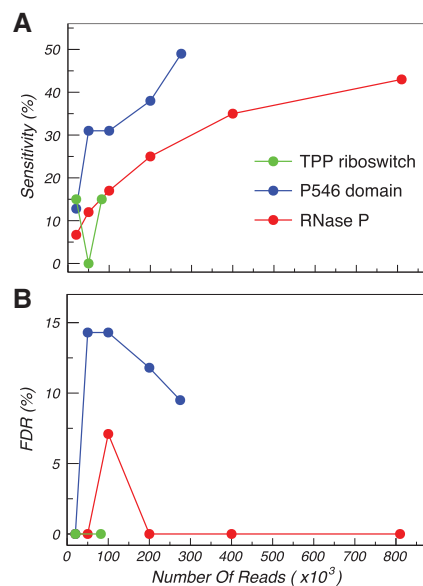 A
Sensitivity (%)
50
40
30
20
10
0
TPP riboswitch
P546 domain
RNase P
B
FDR (%)
15
10
5
0
0 100 200 300 400 500 600 700 800
Number Of Reads ( x10³ )